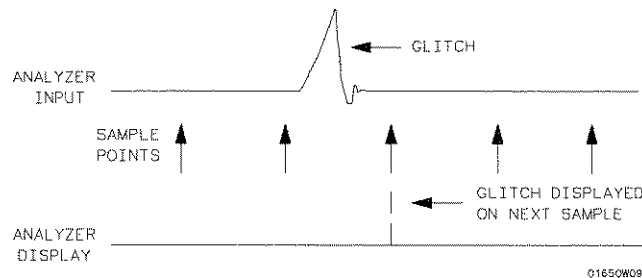 GLITCH
ANALYZER
INPUT
SAMPLE
POINTS
GLITCH DISPLAYED
ON NEXT SAMPLE
ANALYZER
DISPLAY
01650W09